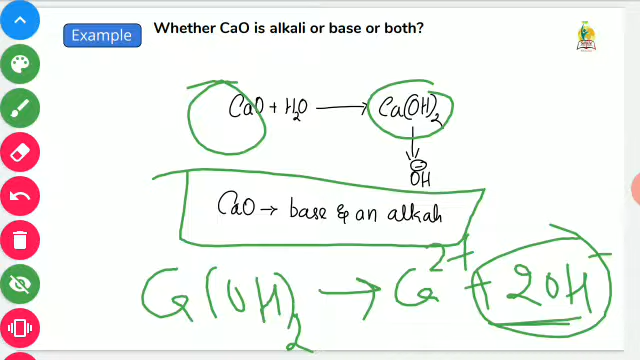 Example
Whether CaO is alkali or base or both?
CaO + H₂O → Ca(OH)₂
OH⁻
CaO → base & an alkali
Ca(OH)₂ → Ca²⁺ + 2OH⁻